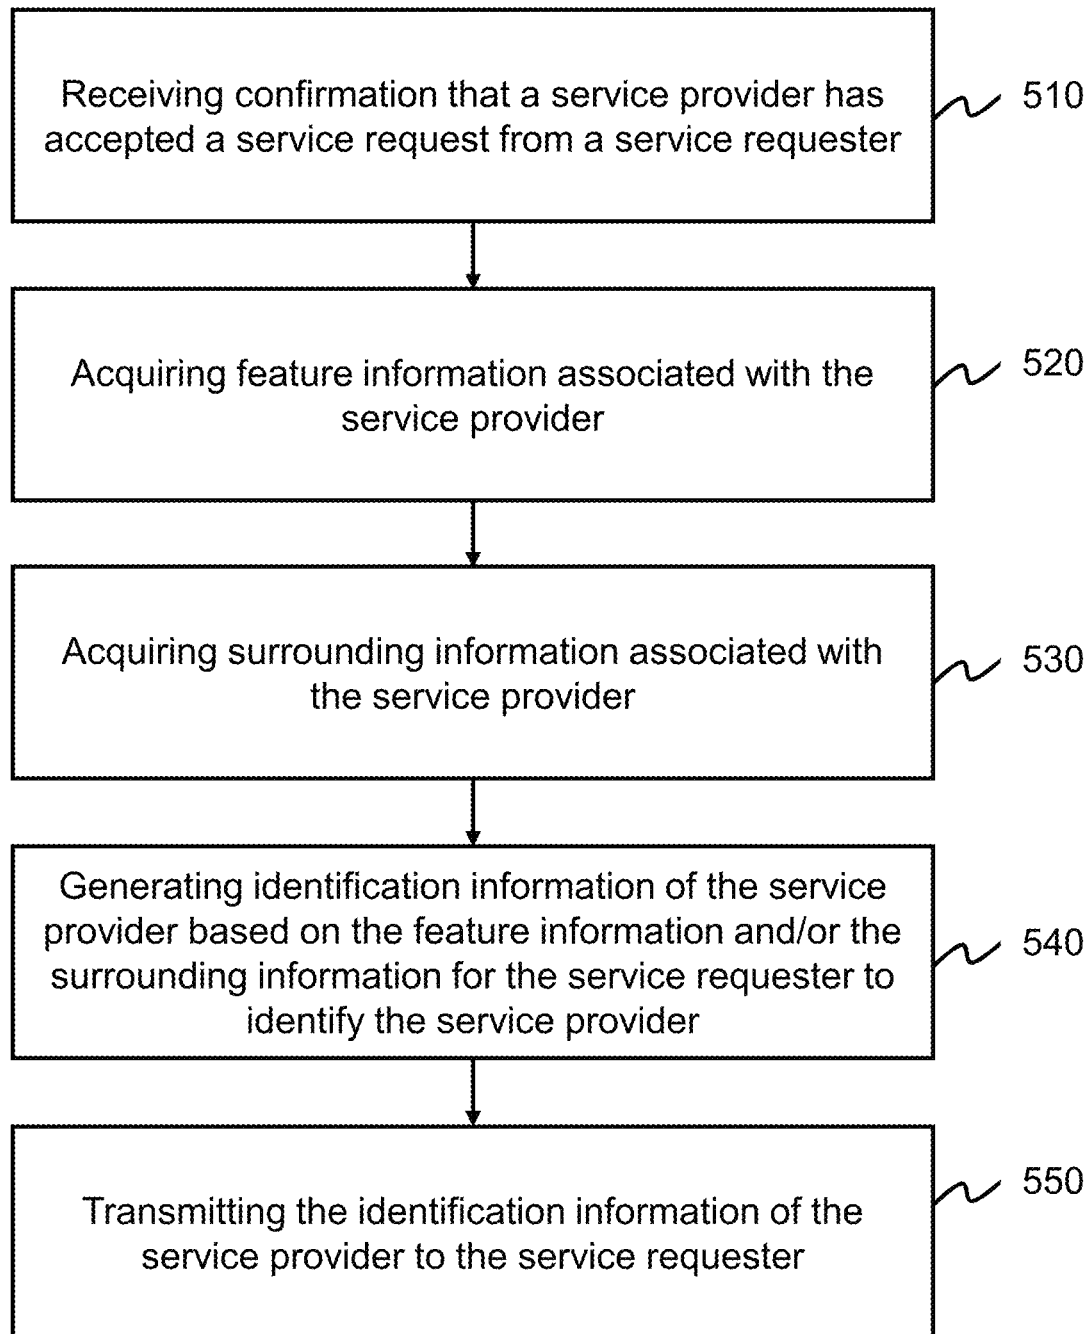 Receiving confirmation that a service provider has
accepted a service request from a service requester
510
Acquiring feature information associated with the
service provider
520
Acquiring surrounding information associated with
the service provider
530
Generating identification information of the service
provider based on the feature information and/or the
surrounding information for the service requester to
identify the service provider
540
Transmitting the identification information of the
service provider to the service requester
550